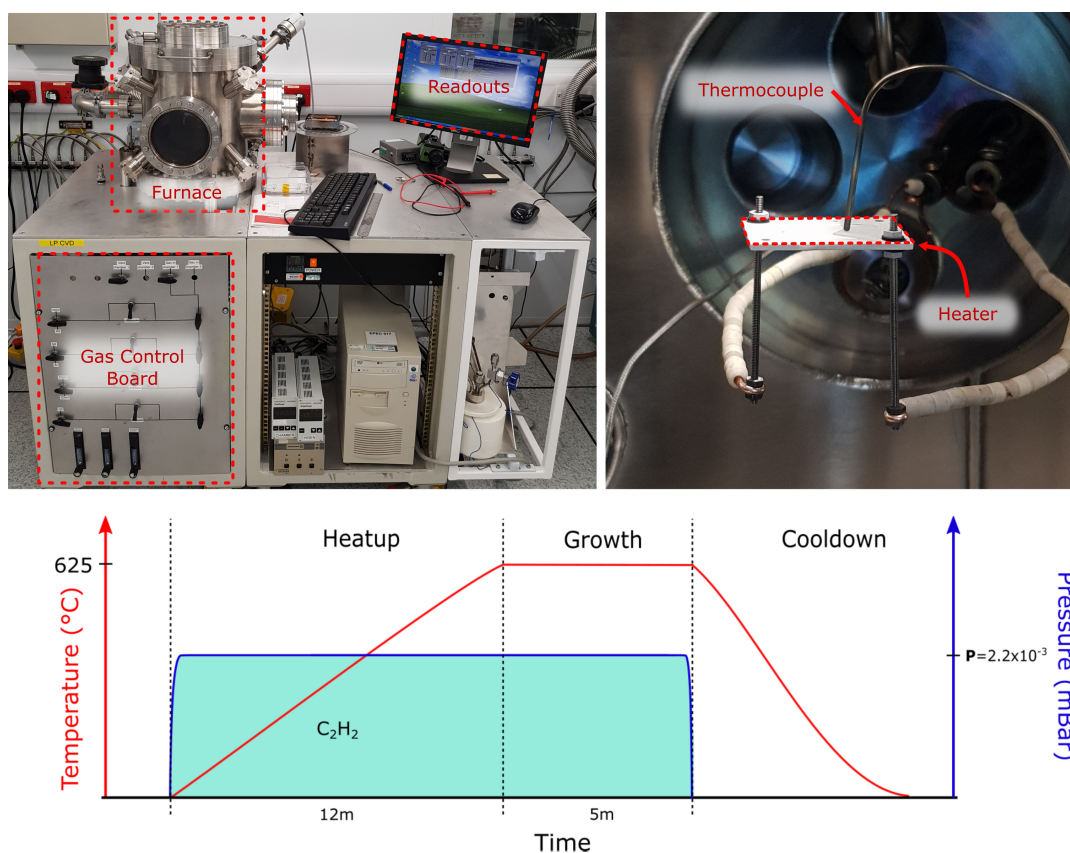 Readouts
Furnace
LP CVD
Gas Control
Board
Thermocouple
Heater
Heatup
Growth
Cooldown
625
Temperature (°C)
C₂H₂
P=2.2x10⁻³
Pressure (mBar)
12m
5m
Time